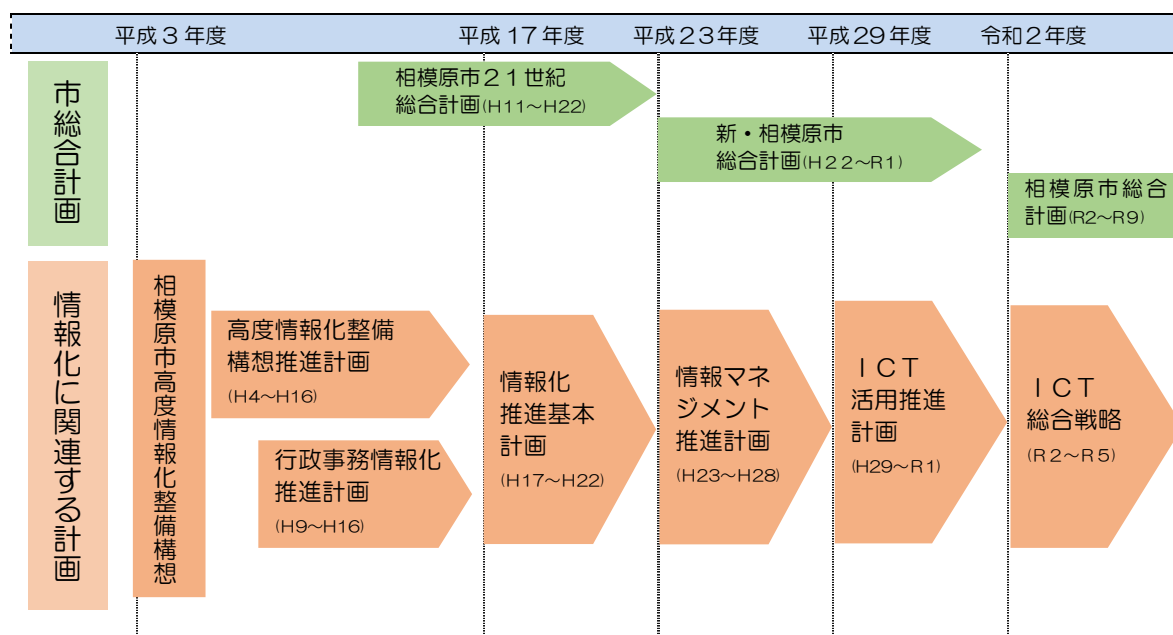 平成3年度
平成17年度
平成23年度
平成29年度
令和2年度
市総合計画
相模原市21世紀
総合計画(H11～H22)
新・相模原市
総合計画(H22～R1)
相模原市総合
計画(R2～R9)
情報化に関連する計画
相模原市高度情報化整備構想
高度情報化整備
構想推進計画
(H4～H16)
行政事務情報化
推進計画
(H9～H16)
情報化
推進基本
計画
(H17～H22)
情報マネ
ジメント
推進計画
(H23～H28)
ICT
活用推進
計画
(H29～R1)
ICT
総合戦略
(R2～R5)